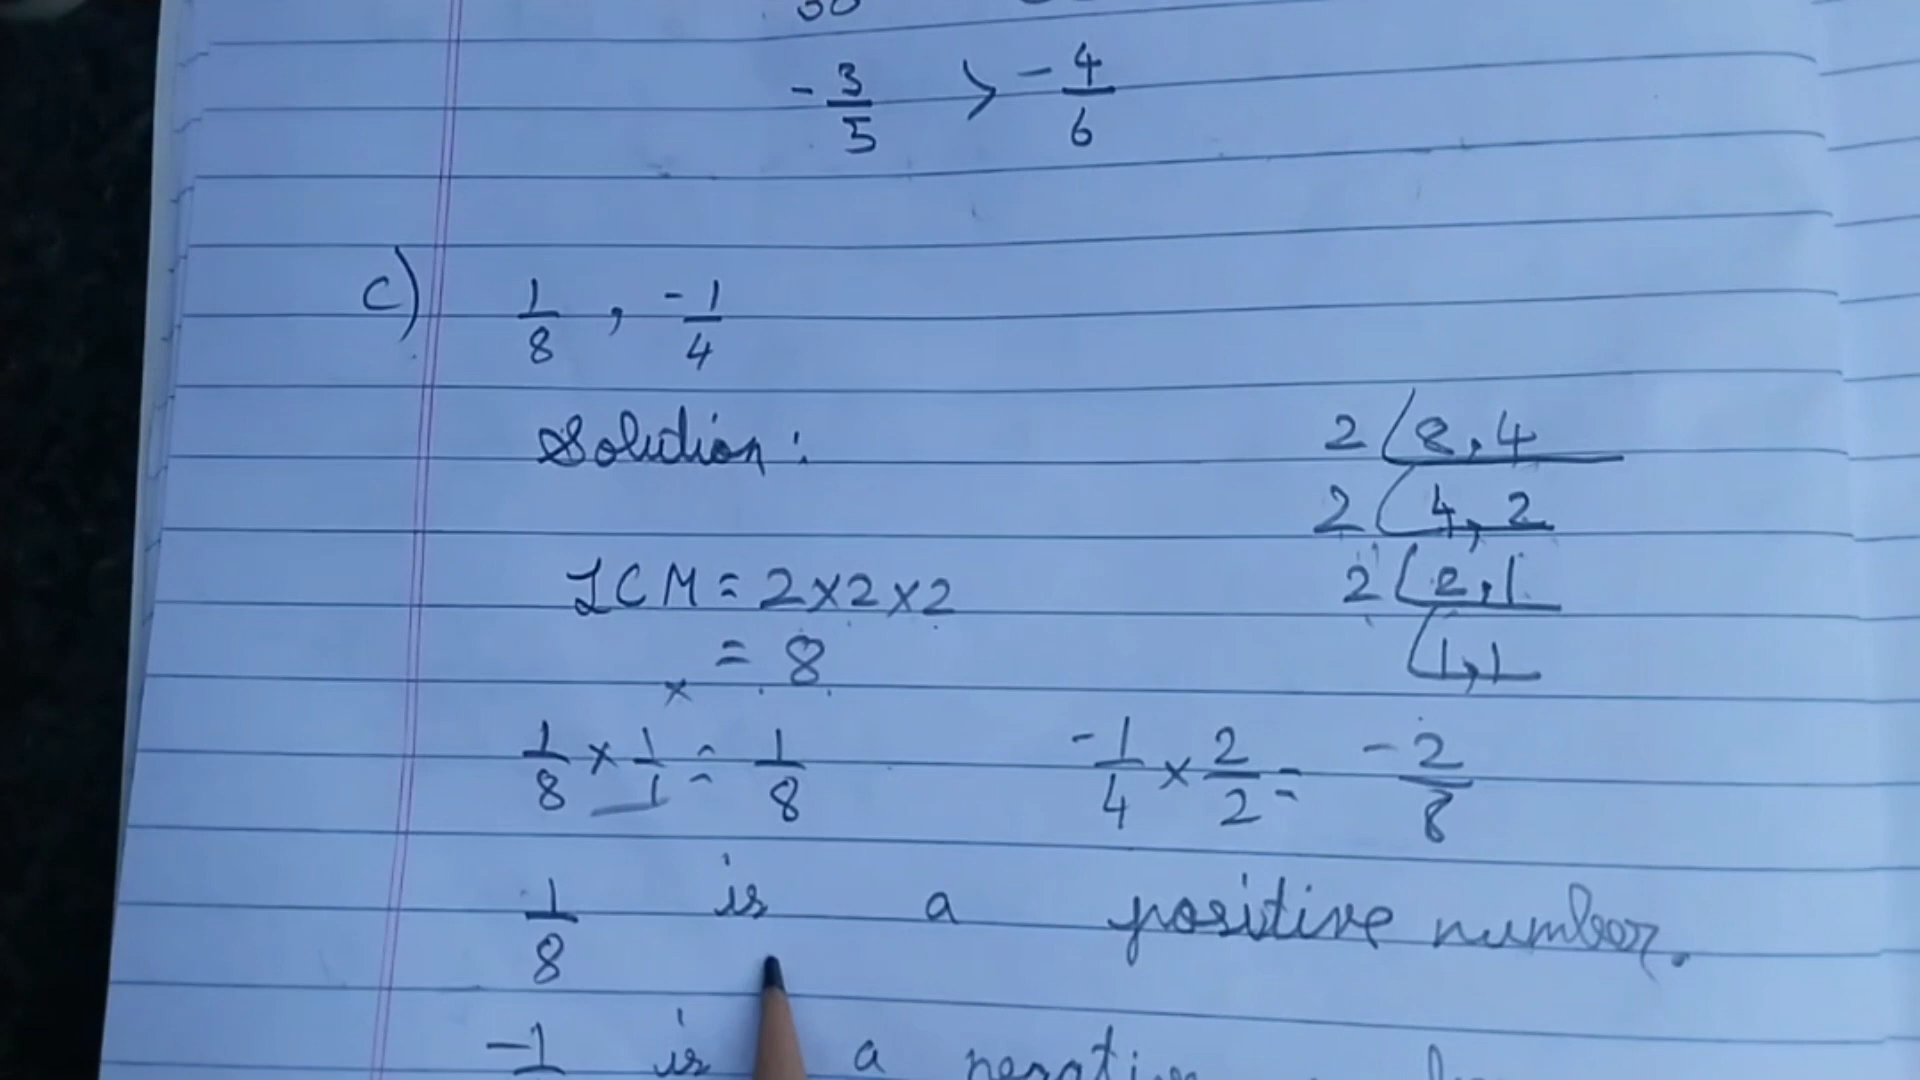 30
-3/5 > -4/6
c) 1/8 , -1/4
Solution:
2 ( 8, 4
2 ( 4, 2
2 ( 2, 1
( 1, 1
LCM = 2×2×2
= 8
×
1/8 × 1/1 = 1/8
-1/4 × 2/2 = -2/8
1/8 is a positive number.
-1 is a